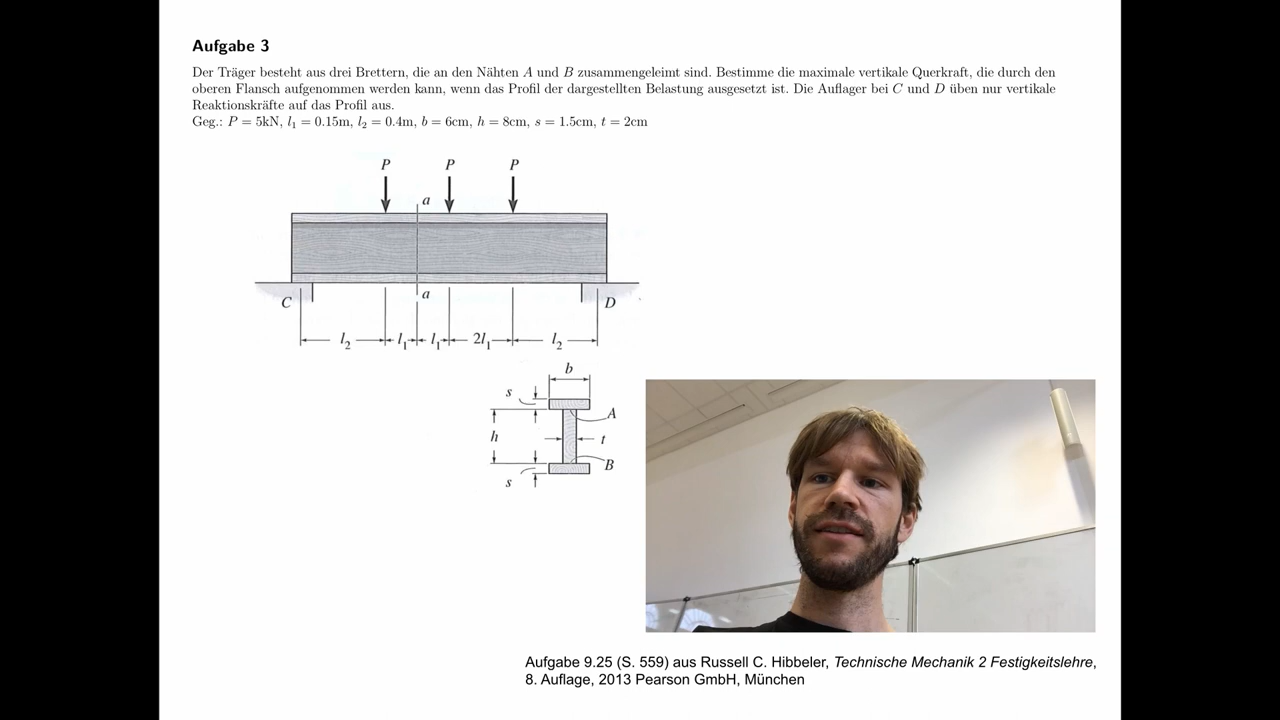 Aufgabe 3
Der Träger besteht aus drei Brettern, die an den Nähten A und B zusammengeleimt sind. Bestimme die maximale vertikale Querkraft, die durch den
oberen Flansch aufgenommen werden kann, wenn das Profil der dargestellten Belastung ausgesetzt ist. Die Auflager bei C und D üben nur vertikale
Reaktionskräfte auf das Profil aus.
Geg.: P = 5kN, l₁ = 0.15m, l₂ = 0.4m, b = 6cm, h = 8cm, s = 1.5cm, t = 2cm
P P P
a
a
C D
l₂ l₁ l₁ 2l₁ l₂
b
s
A
h t
B
s
Aufgabe 9.25 (S. 559) aus Russell C. Hibbeler, Technische Mechanik 2 Festigkeitslehre,
8. Auflage, 2013 Pearson GmbH, München